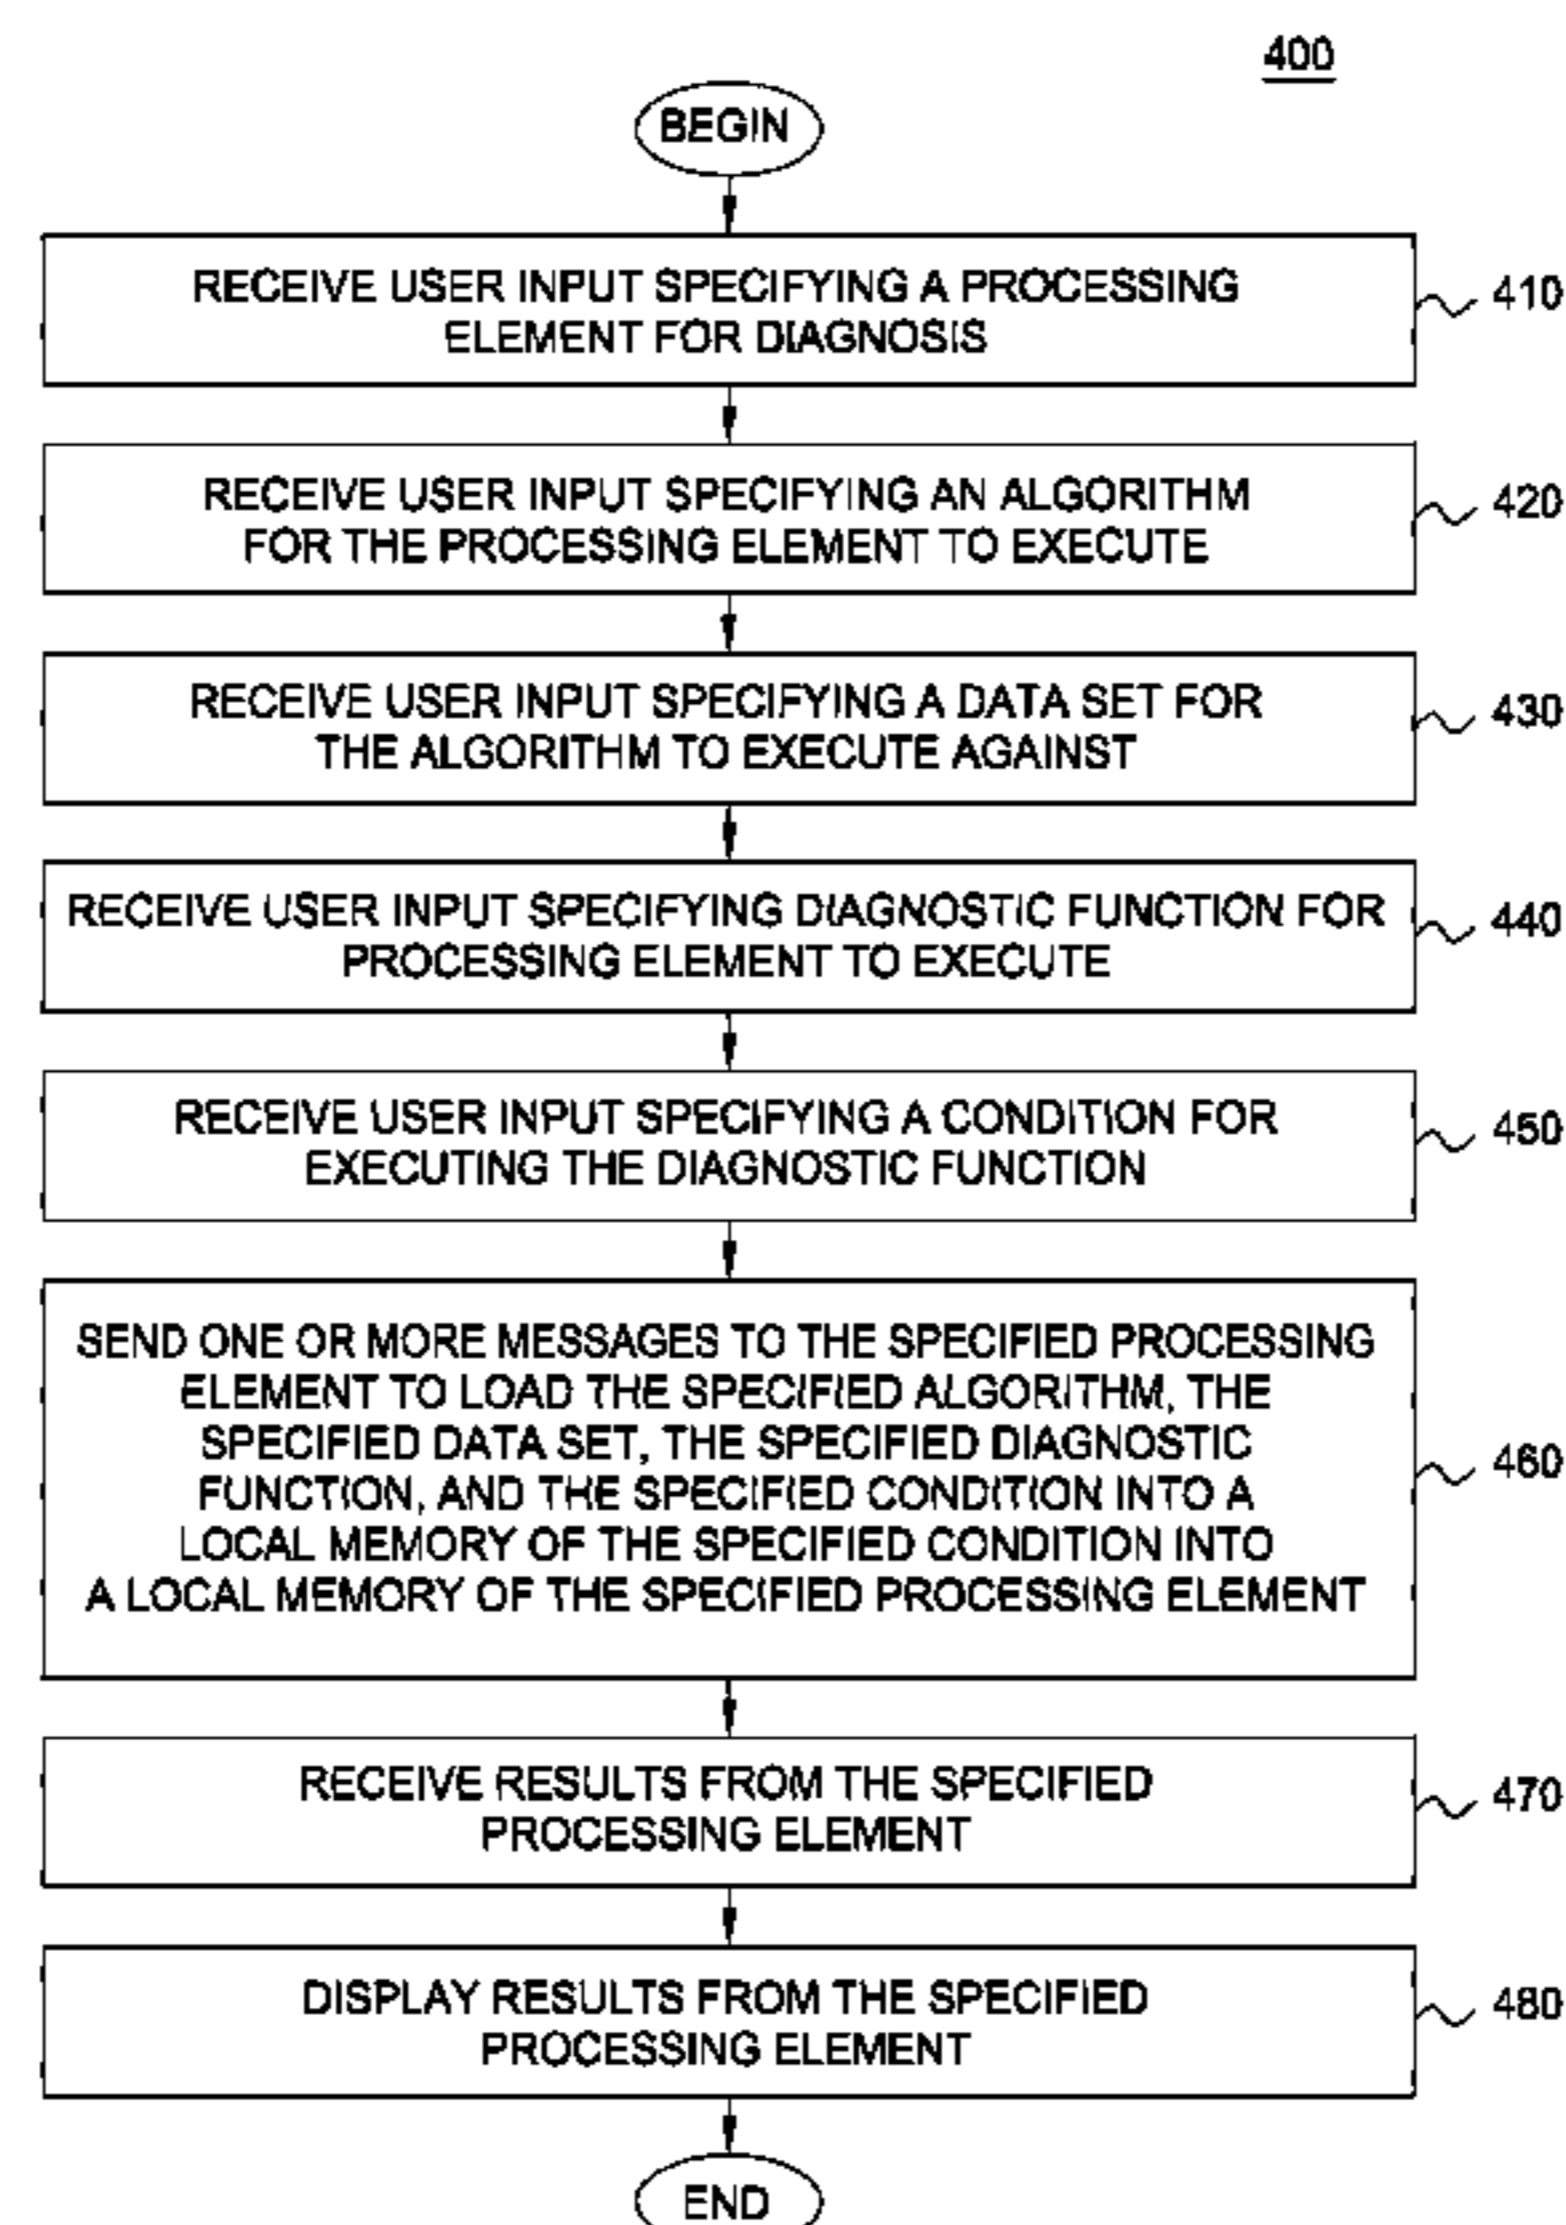 400
BEGIN
RECEIVE USER INPUT SPECIFYING A PROCESSING
ELEMENT FOR DIAGNOSIS
410
RECEIVE USER INPUT SPECIFYING AN ALGORITHM
FOR THE PROCESSING ELEMENT TO EXECUTE
420
RECEIVE USER INPUT SPECIFYING A DATA SET FOR
THE ALGORITHM TO EXECUTE AGAINST
430
RECEIVE USER INPUT SPECIFYING DIAGNOSTIC FUNCTION FOR
PROCESSING ELEMENT TO EXECUTE
440
RECEIVE USER INPUT SPECIFYING A CONDITION FOR
EXECUTING THE DIAGNOSTIC FUNCTION
450
SEND ONE OR MORE MESSAGES TO THE SPECIFIED PROCESSING
ELEMENT TO LOAD THE SPECIFIED ALGORITHM, THE
SPECIFIED DATA SET, THE SPECIFIED DIAGNOSTIC
FUNCTION, AND THE SPECIFIED CONDITION INTO A
LOCAL MEMORY OF THE SPECIFIED CONDITION INTO
A LOCAL MEMORY OF THE SPECIFIED PROCESSING ELEMENT
460
RECEIVE RESULTS FROM THE SPECIFIED
PROCESSING ELEMENT
470
DISPLAY RESULTS FROM THE SPECIFIED
PROCESSING ELEMENT
480
END